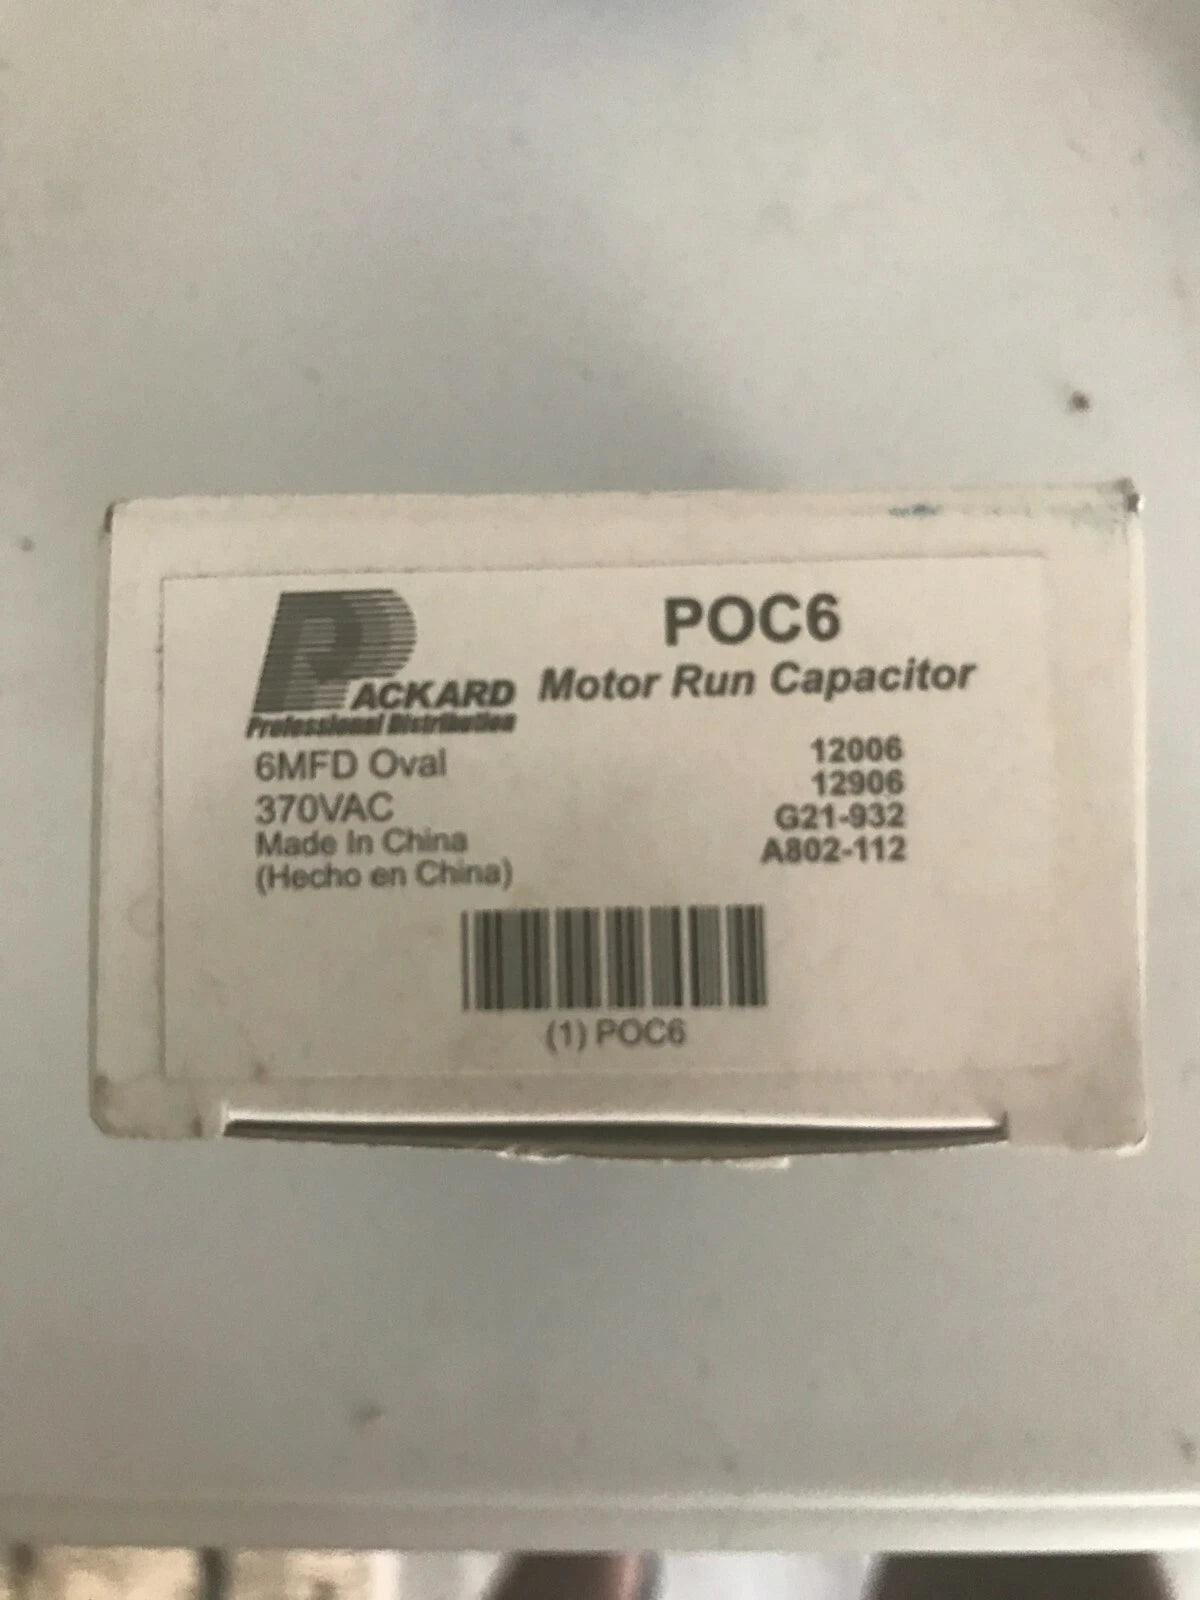 PACKARD
Professional Distribution
POC6
Motor Run Capacitor
6MFD Oval
370VAC
Made In China
(Hecho en China)
12006
12906
G21-932
A802-112
(1) POC6